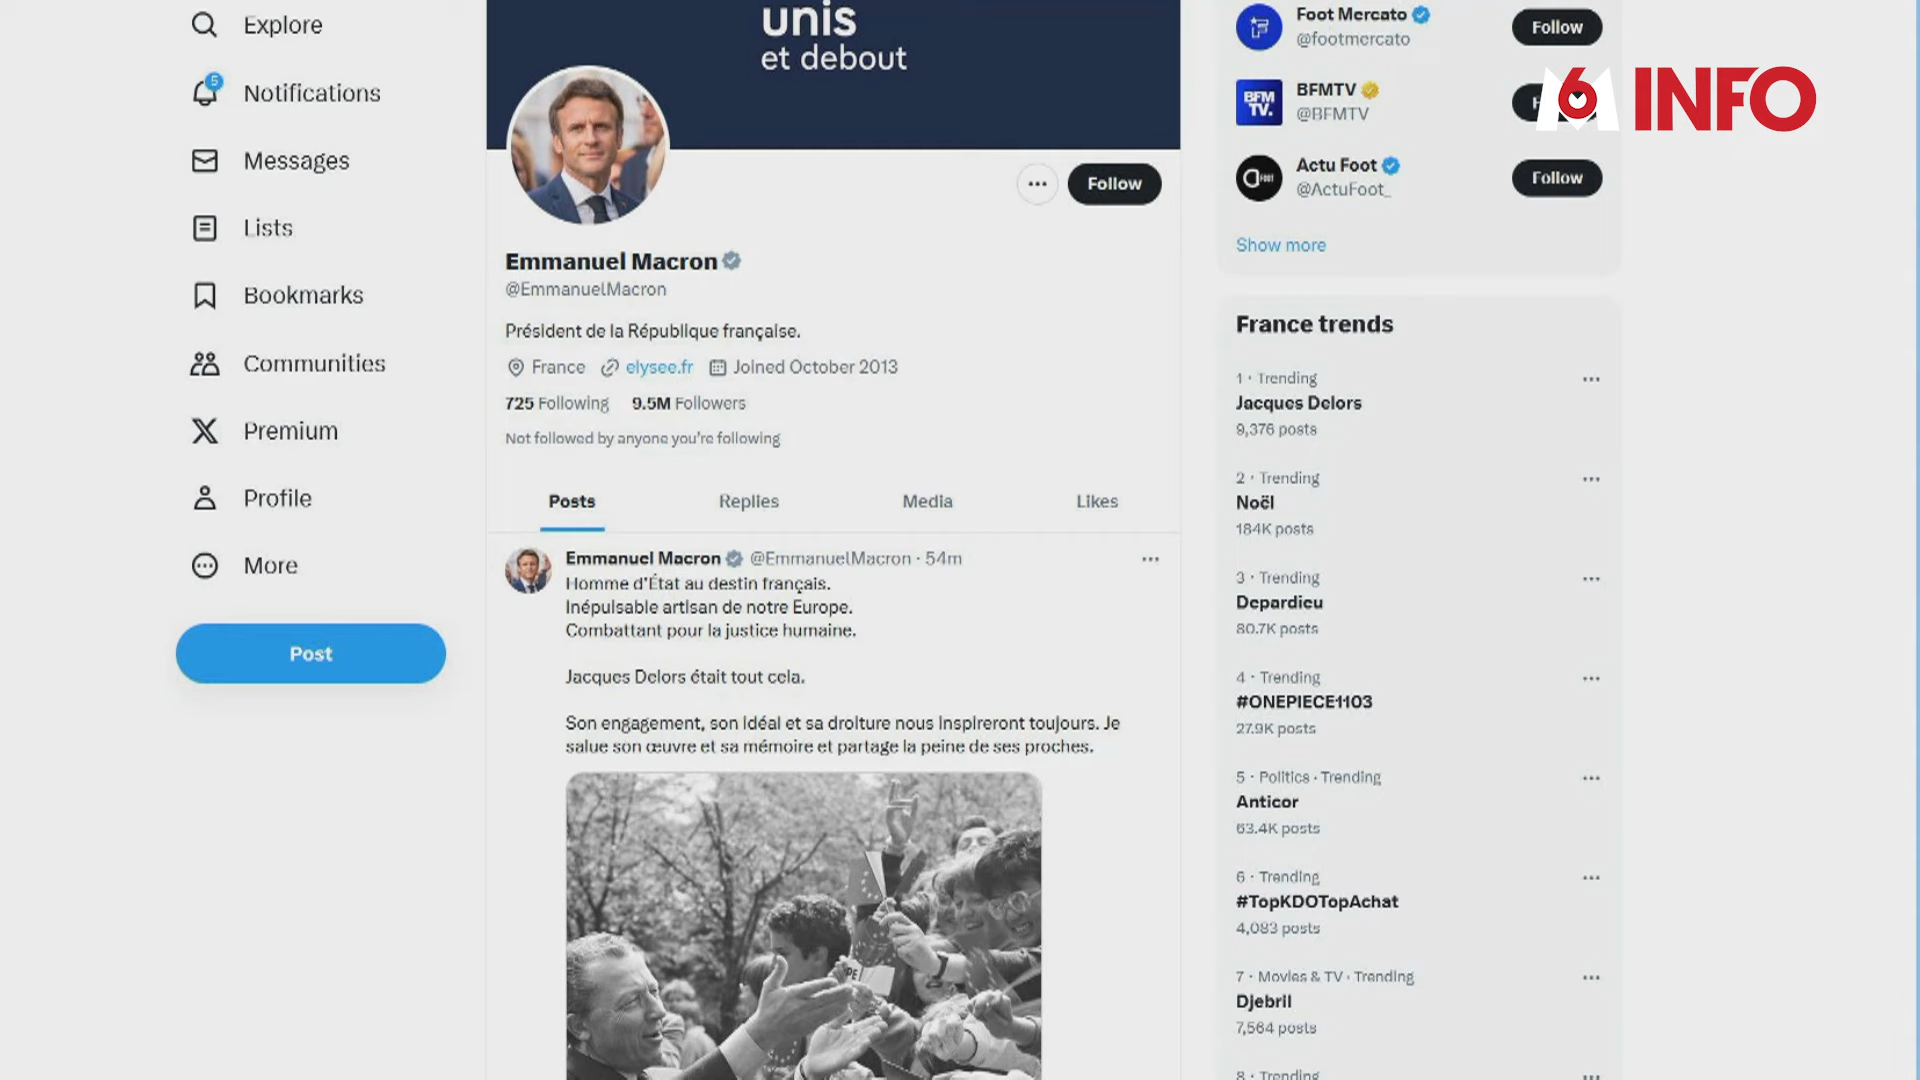 Explore
5
Notifications
Messages
Lists
Bookmarks
Communities
Premium
Profile
More
Post
unis
et debout
Follow
Emmanuel Macron
@EmmanuelMacron
Président de la République française.
France elysee.fr Joined October 2013
725 Following 9.5M Followers
Not followed by anyone you're following
Posts Replies Media Likes
Emmanuel Macron @EmmanuelMacron · 54m
Homme d'État au destin français.
Inépuisable artisan de notre Europe.
Combattant pour la justice humaine.
Jacques Delors était tout cela.
Son engagement, son idéal et sa droiture nous inspireront toujours. Je
salue son œuvre et sa mémoire et partage la peine de ses proches.
Foot Mercato
@footmercato
Follow
BFM
TV.
BFMTV
@BFMTV
M6 INFO
Actu Foot
@ActuFoot_
Follow
Show more
France trends
1 · Trending
Jacques Delors
9,376 posts
2 · Trending
Noël
184K posts
3 · Trending
Depardieu
80.7K posts
4 · Trending
#ONEPIECE1103
27.9K posts
5 · Politics · Trending
Anticor
63.4K posts
6 · Trending
#TopKDOTopAchat
4,083 posts
7 · Movies & TV · Trending
Djebril
7,564 posts
8 · Trending